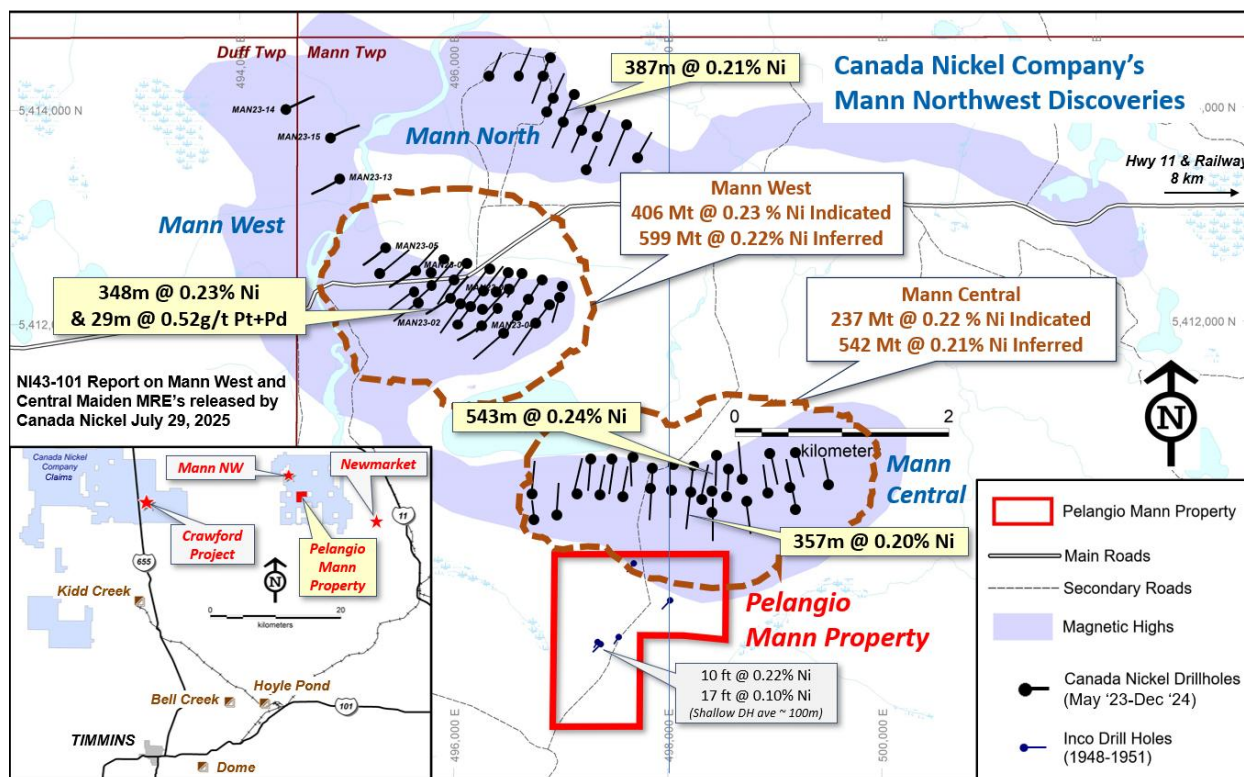 Duff Twp
Mann Twp
494,000 E
496,000 E
5,414,000 N
MAN23-14
MAN23-15
MAN23-13
387m @ 0.21% Ni
Mann North
Canada Nickel Company's
Mann Northwest Discoveries
,000 N
Hwy 11 & Railway
8 km
Mann West
Mann West
406 Mt @ 0.23 % Ni Indicated
599 Mt @ 0.22% Ni Inferred
MAN23-05
348m @ 0.23% Ni
& 29m @ 0.52g/t Pt+Pd
MAN23-02
MAN23-04
Mann Central
237 Mt @ 0.22 % Ni Indicated
542 Mt @ 0.21% Ni Inferred
5,412,000 N
5,412,000 N
NI43-101 Report on Mann West and
Central Maiden MRE's released by
Canada Nickel July 29, 2025
543m @ 0.24% Ni
0 2
kilometer
Mann
Central
N
357m @ 0.20% Ni
Pelangio
Mann Property
10 ft @ 0.22% Ni
17 ft @ 0.10% Ni
(Shallow DH ave ~ 100m)
496,000 E
498,000 E
500,000 E
Canada Nickel
Company
Claims
Mann NW
Newmarket
11
Crawford
Project
Pelangio
Mann
Property
655
N
0 20
kilometers
Kidd Creek
Bell Creek
Hoyle Pond
101
TIMMINS
Dome
Pelangio Mann Property
Main Roads
Secondary Roads
Magnetic Highs
Canada Nickel Drillholes
(May '23-Dec '24)
Inco Drill Holes
(1948-1951)